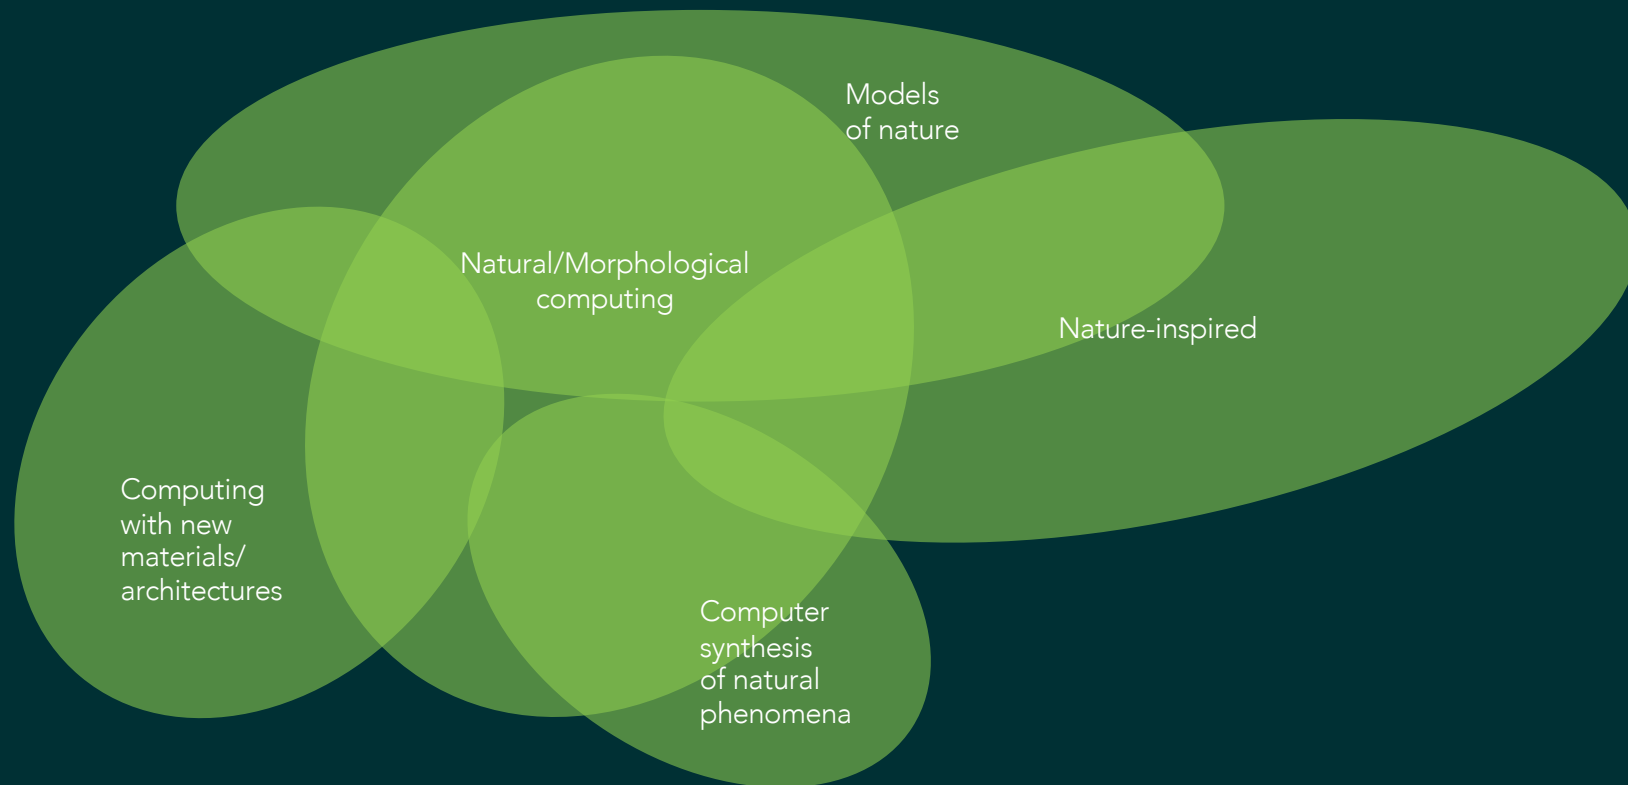 Models
of nature
Natural/Morphological
computing
Nature-inspired
Computing
with new
materials/
architectures
Computer
synthesis
of natural
phenomena